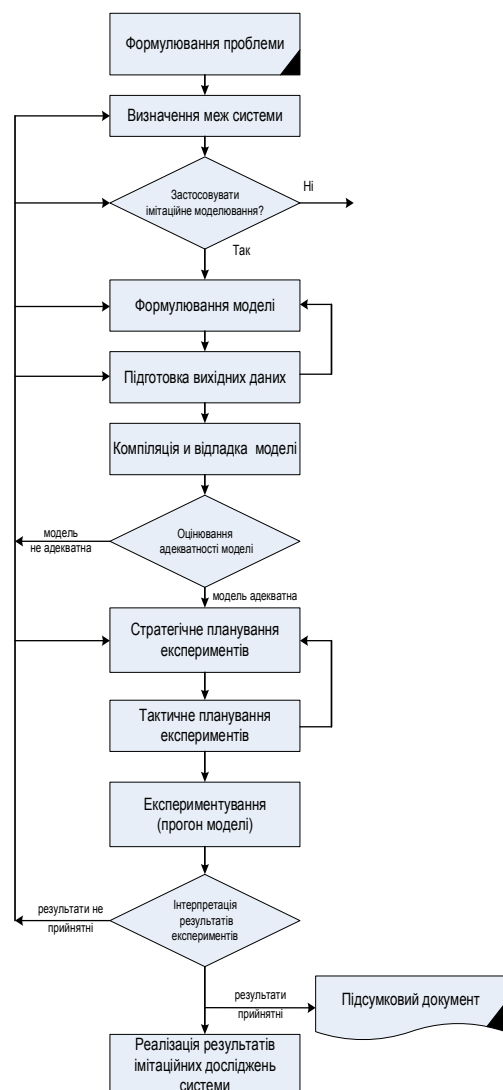 Формулювання проблеми
Визначення меж системи
Застосовувати
імітаційне моделювання?
Ні
Так
Формулювання моделі
Підготовка вихідних даних
Компіляція и відладка моделі
Оцінювання
адекватності моделі
модель
не адекватна
модель адекватна
Стратегічне планування
експериментів
Тактичне планування
експериментів
Експериментування
(прогон моделі)
Інтерпретація
результатів
експериментів
результати не
прийнятні
результати
прийнятні
Підсумковий документ
Реалізація результатів
імітаційних досліджень
системи